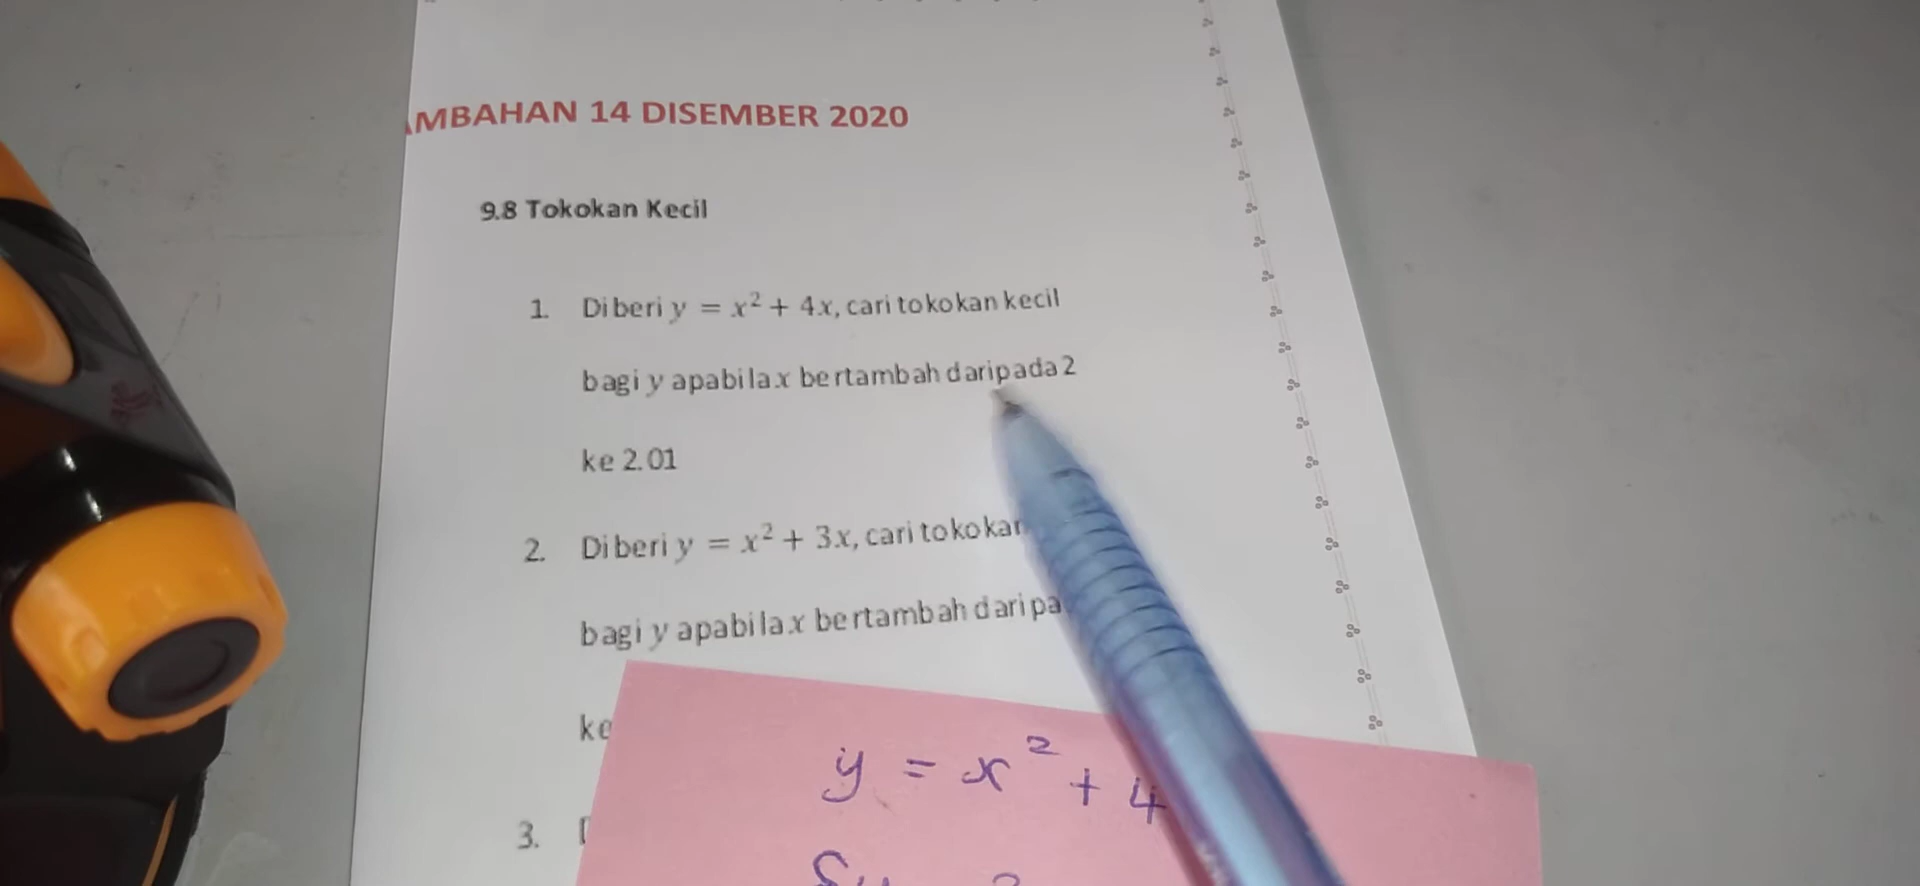 MBAHAN 14 DISEMBER 2020
9.8 Tokokan Kecil
1. Diberi y = x² + 4x, cari tokokan kecil
bagi y apabila x bertambah daripada 2
ke 2.01
2. Diberi y = x² + 3x, cari tokokan
bagi y apabila x bertambah daripa
ke
3.
y = x² + 4